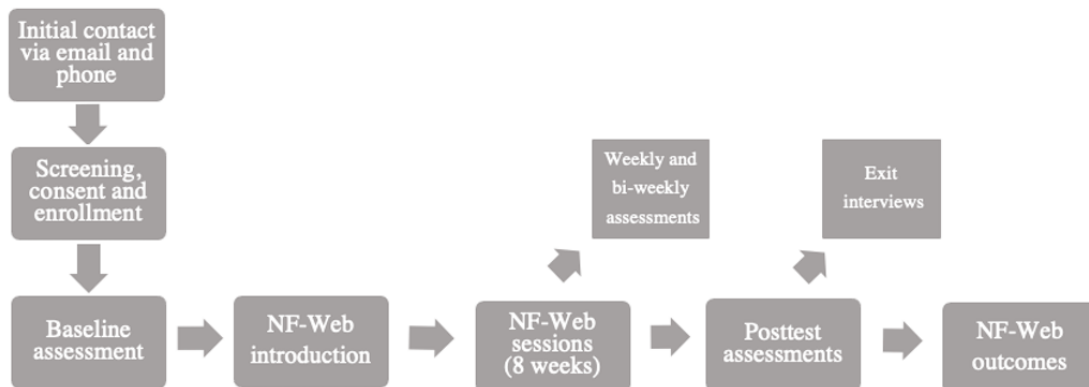 Initial contact
via email and
phone
Screening,
consent and
enrollment
Baseline
assessment
NF-Web
introduction
NF-Web
sessions
(8 weeks)
Weekly and
bi-weekly
assessments
Posttest
assessments
Exit
interviews
NF-Web
outcomes